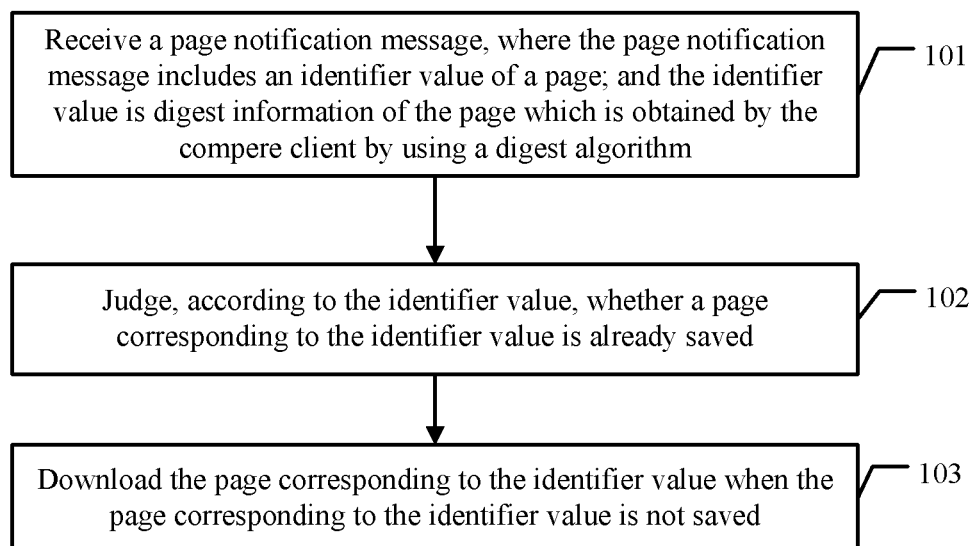 Receive a page notification message, where the page notification
message includes an identifier value of a page; and the identifier
value is digest information of the page which is obtained by the
compere client by using a digest algorithm
101
Judge, according to the identifier value, whether a page
corresponding to the identifier value is already saved
102
Download the page corresponding to the identifier value when the
page corresponding to the identifier value is not saved
103